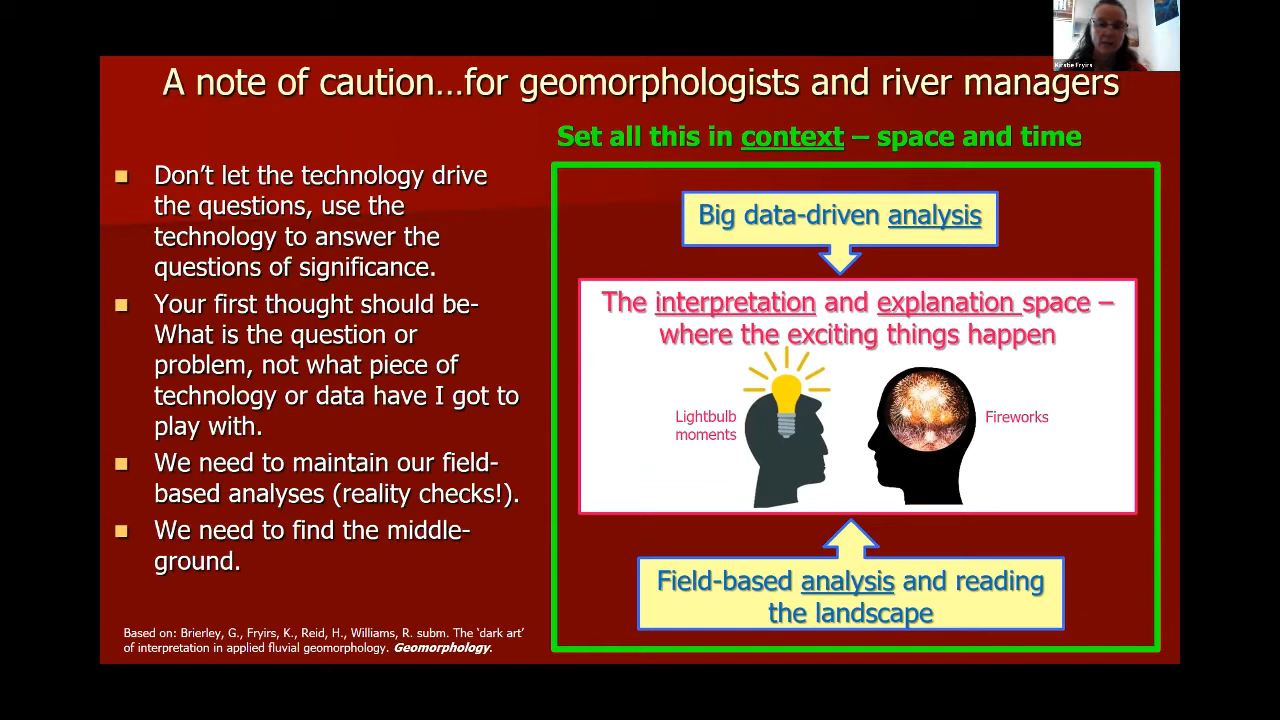 Kirstie Fryirs
A note of caution…for geomorphologists and river managers
Set all this in context – space and time
Don’t let the technology drive
the questions, use the
technology to answer the
questions of significance.
Your first thought should be-
What is the question or
problem, not what piece of
technology or data have I got to
play with.
We need to maintain our field-
based analyses (reality checks!).
We need to find the middle-
ground.
Based on: Brierley, G., Fryirs, K., Reid, H., Williams, R. subm. The ‘dark art’
of interpretation in applied fluvial geomorphology. Geomorphology.
Big data-driven analysis
The interpretation and explanation space –
where the exciting things happen
Lightbulb
moments
Fireworks
Field-based analysis and reading
the landscape